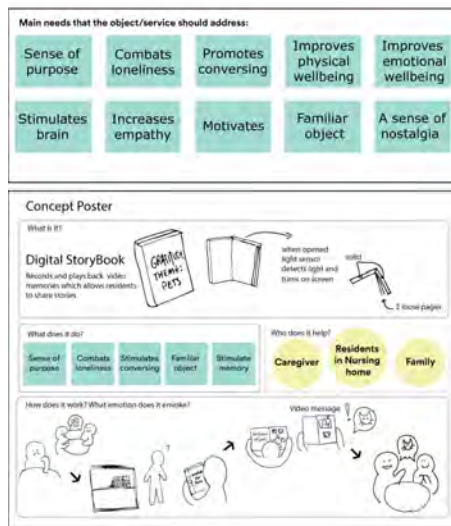 Main needs that the object/service should address:
Sense of
purpose
Combats
loneliness
Promotes
conversing
Improves
physical
wellbeing
Improves
emotional
wellbeing
Stimulates
brain
Increases
empathy
Motivates
Familiar
object
A sense of
nostalgia
Concept Poster
What is it?
Digital StoryBook
Records and plays back video
memories which allows residents
to share stories
THEME:
PETS
when opened
light sensor
detects light and
turns on screen
solid
2 loose pages
What does it do?
Sense of
purpose
Combats
loneliness
Stimulates
conversing
Familiar
object
Stimulate
memory
Who does it help?
Caregiver
Residents
in Nursing
home
Family
How does it work? What emotion does it envoke?
?
Video message
!